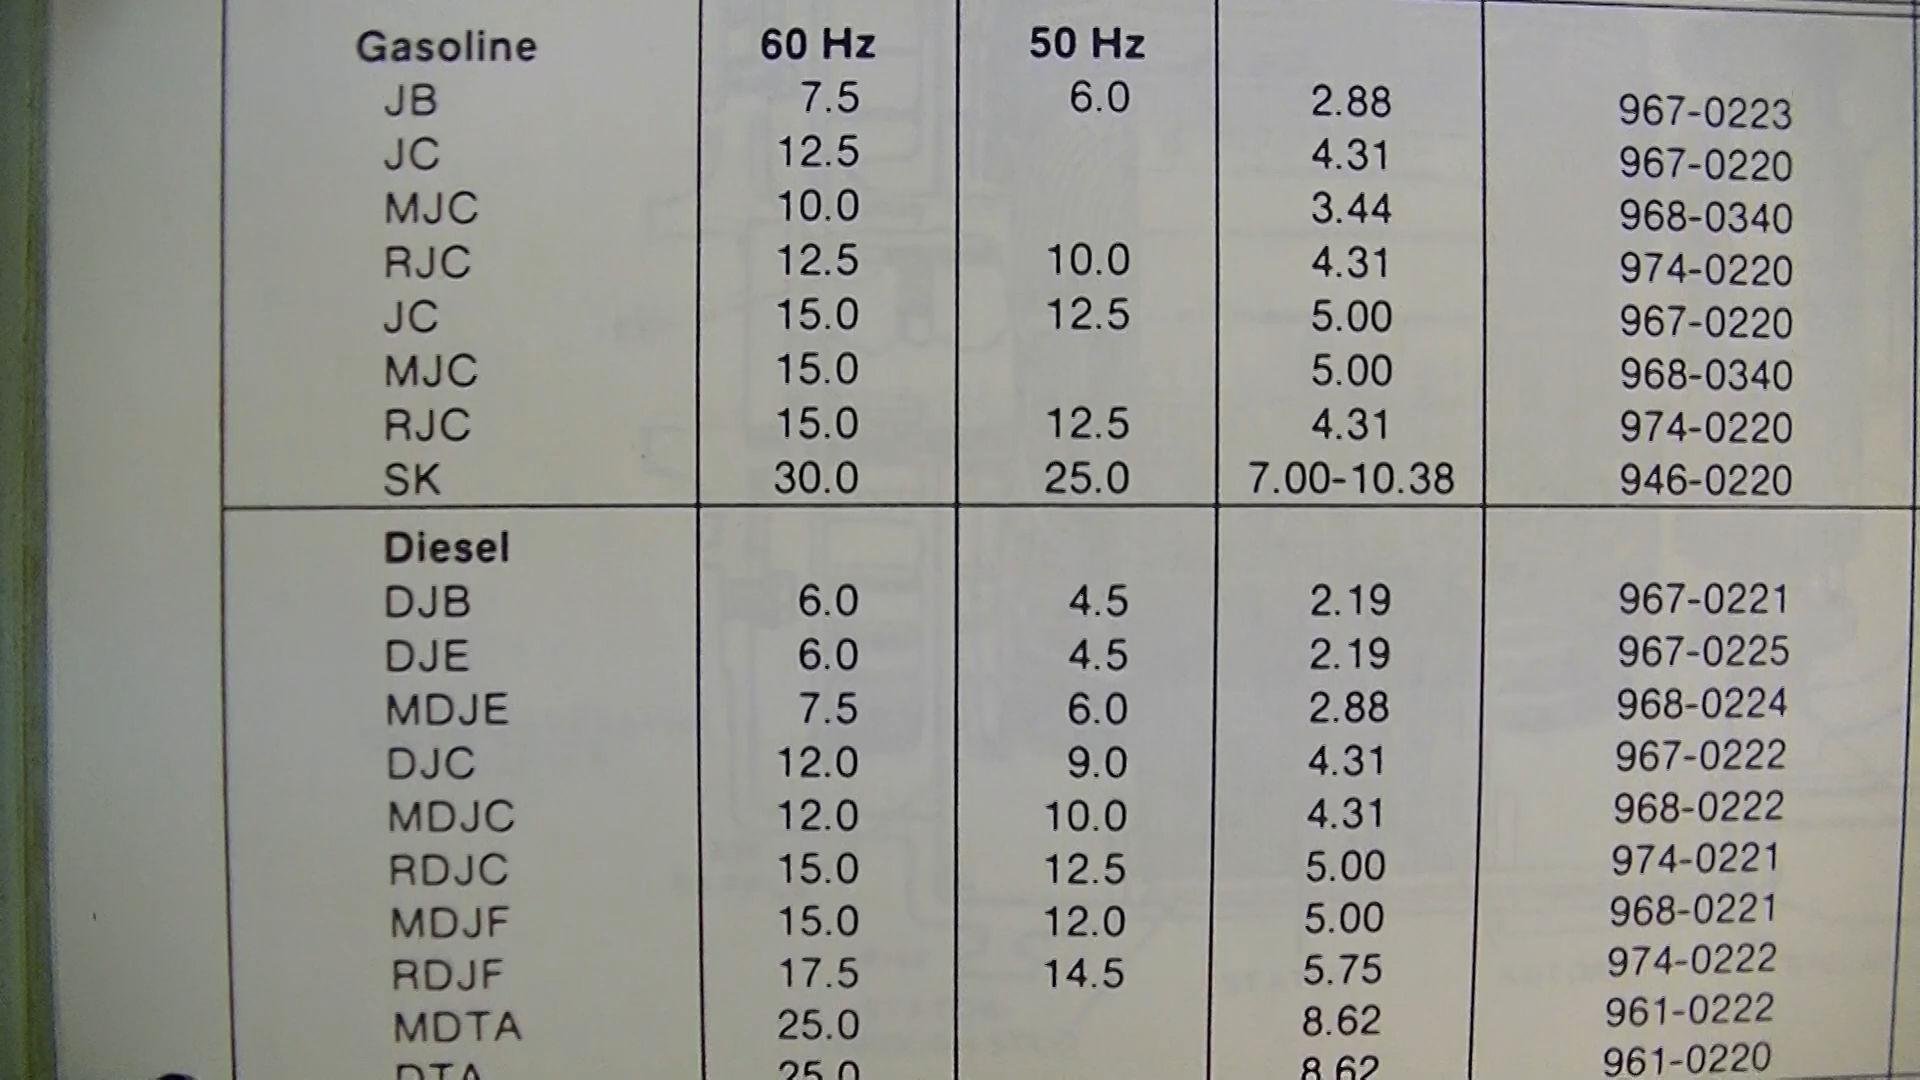 Gasoline 60 Hz 50 Hz
JB 7.5 6.0 2.88 967-0223
JC 12.5 4.31 967-0220
MJC 10.0 3.44 968-0340
RJC 12.5 10.0 4.31 974-0220
JC 15.0 12.5 5.00 967-0220
MJC 15.0 5.00 968-0340
RJC 15.0 12.5 4.31 974-0220
SK 30.0 25.0 7.00-10.38 946-0220
Diesel
DJB 6.0 4.5 2.19 967-0221
DJE 6.0 4.5 2.19 967-0225
MDJE 7.5 6.0 2.88 968-0224
DJC 12.0 9.0 4.31 967-0222
MDJC 12.0 10.0 4.31 968-0222
RDJC 15.0 12.5 5.00 974-0221
MDJF 15.0 12.0 5.00 968-0221
RDJF 17.5 14.5 5.75 974-0222
MDTA 25.0 8.62 961-0222
DTA 25.0 8.62 961-0220